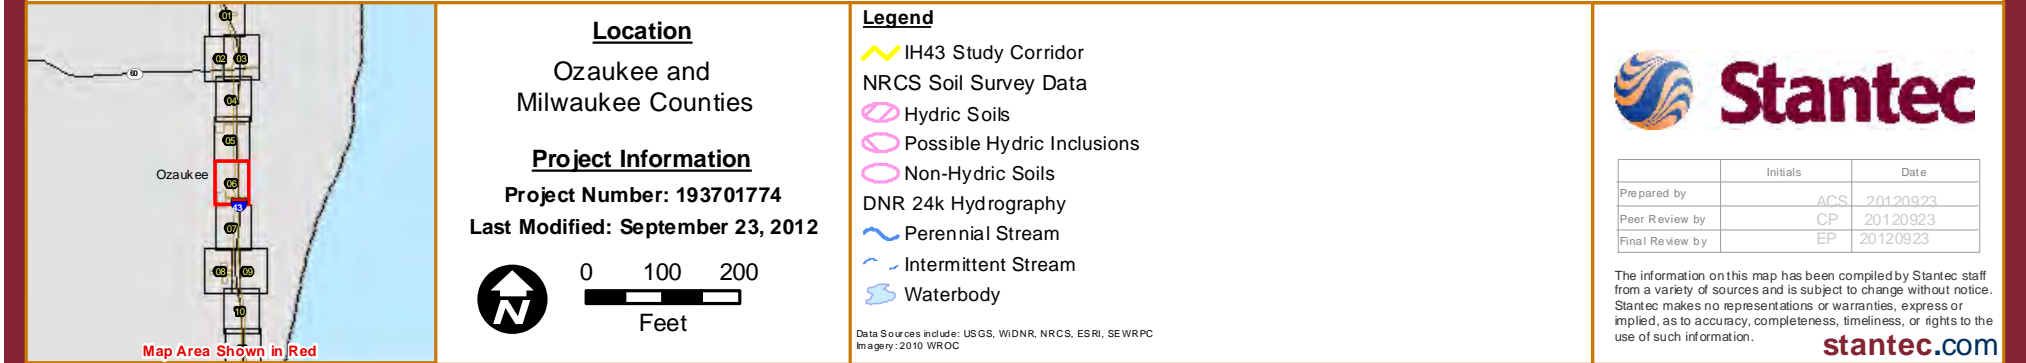 01
02 03
60
04
05
Ozaukee
06
43
07
08 09
10
Map Area Shown in Red
Location
Ozaukee and
Milwaukee Counties
Project Information
Project Number: 193701774
Last Modified: September 23, 2012
N
0 100 200
Feet
Legend
IH43 Study Corridor
NRCS Soil Survey Data
Hydric Soils
Possible Hydric Inclusions
Non-Hydric Soils
DNR 24k Hydrography
Perennial Stream
Intermittent Stream
Waterbody
Data Sources include: USGS, WiDNR, NRCS, ESRI, SEWRPC
Imagery: 2010 WROC
Stantec
Initials Date
Prepared by ACS 20120923
Peer Review by CP 20120923
Final Review by EP 20120923
The information on this map has been compiled by Stantec staff
from a variety of sources and is subject to change without notice.
Stantec makes no representations or warranties, express or
implied, as to accuracy, completeness, timeliness, or rights to the
use of such information.
stantec.com